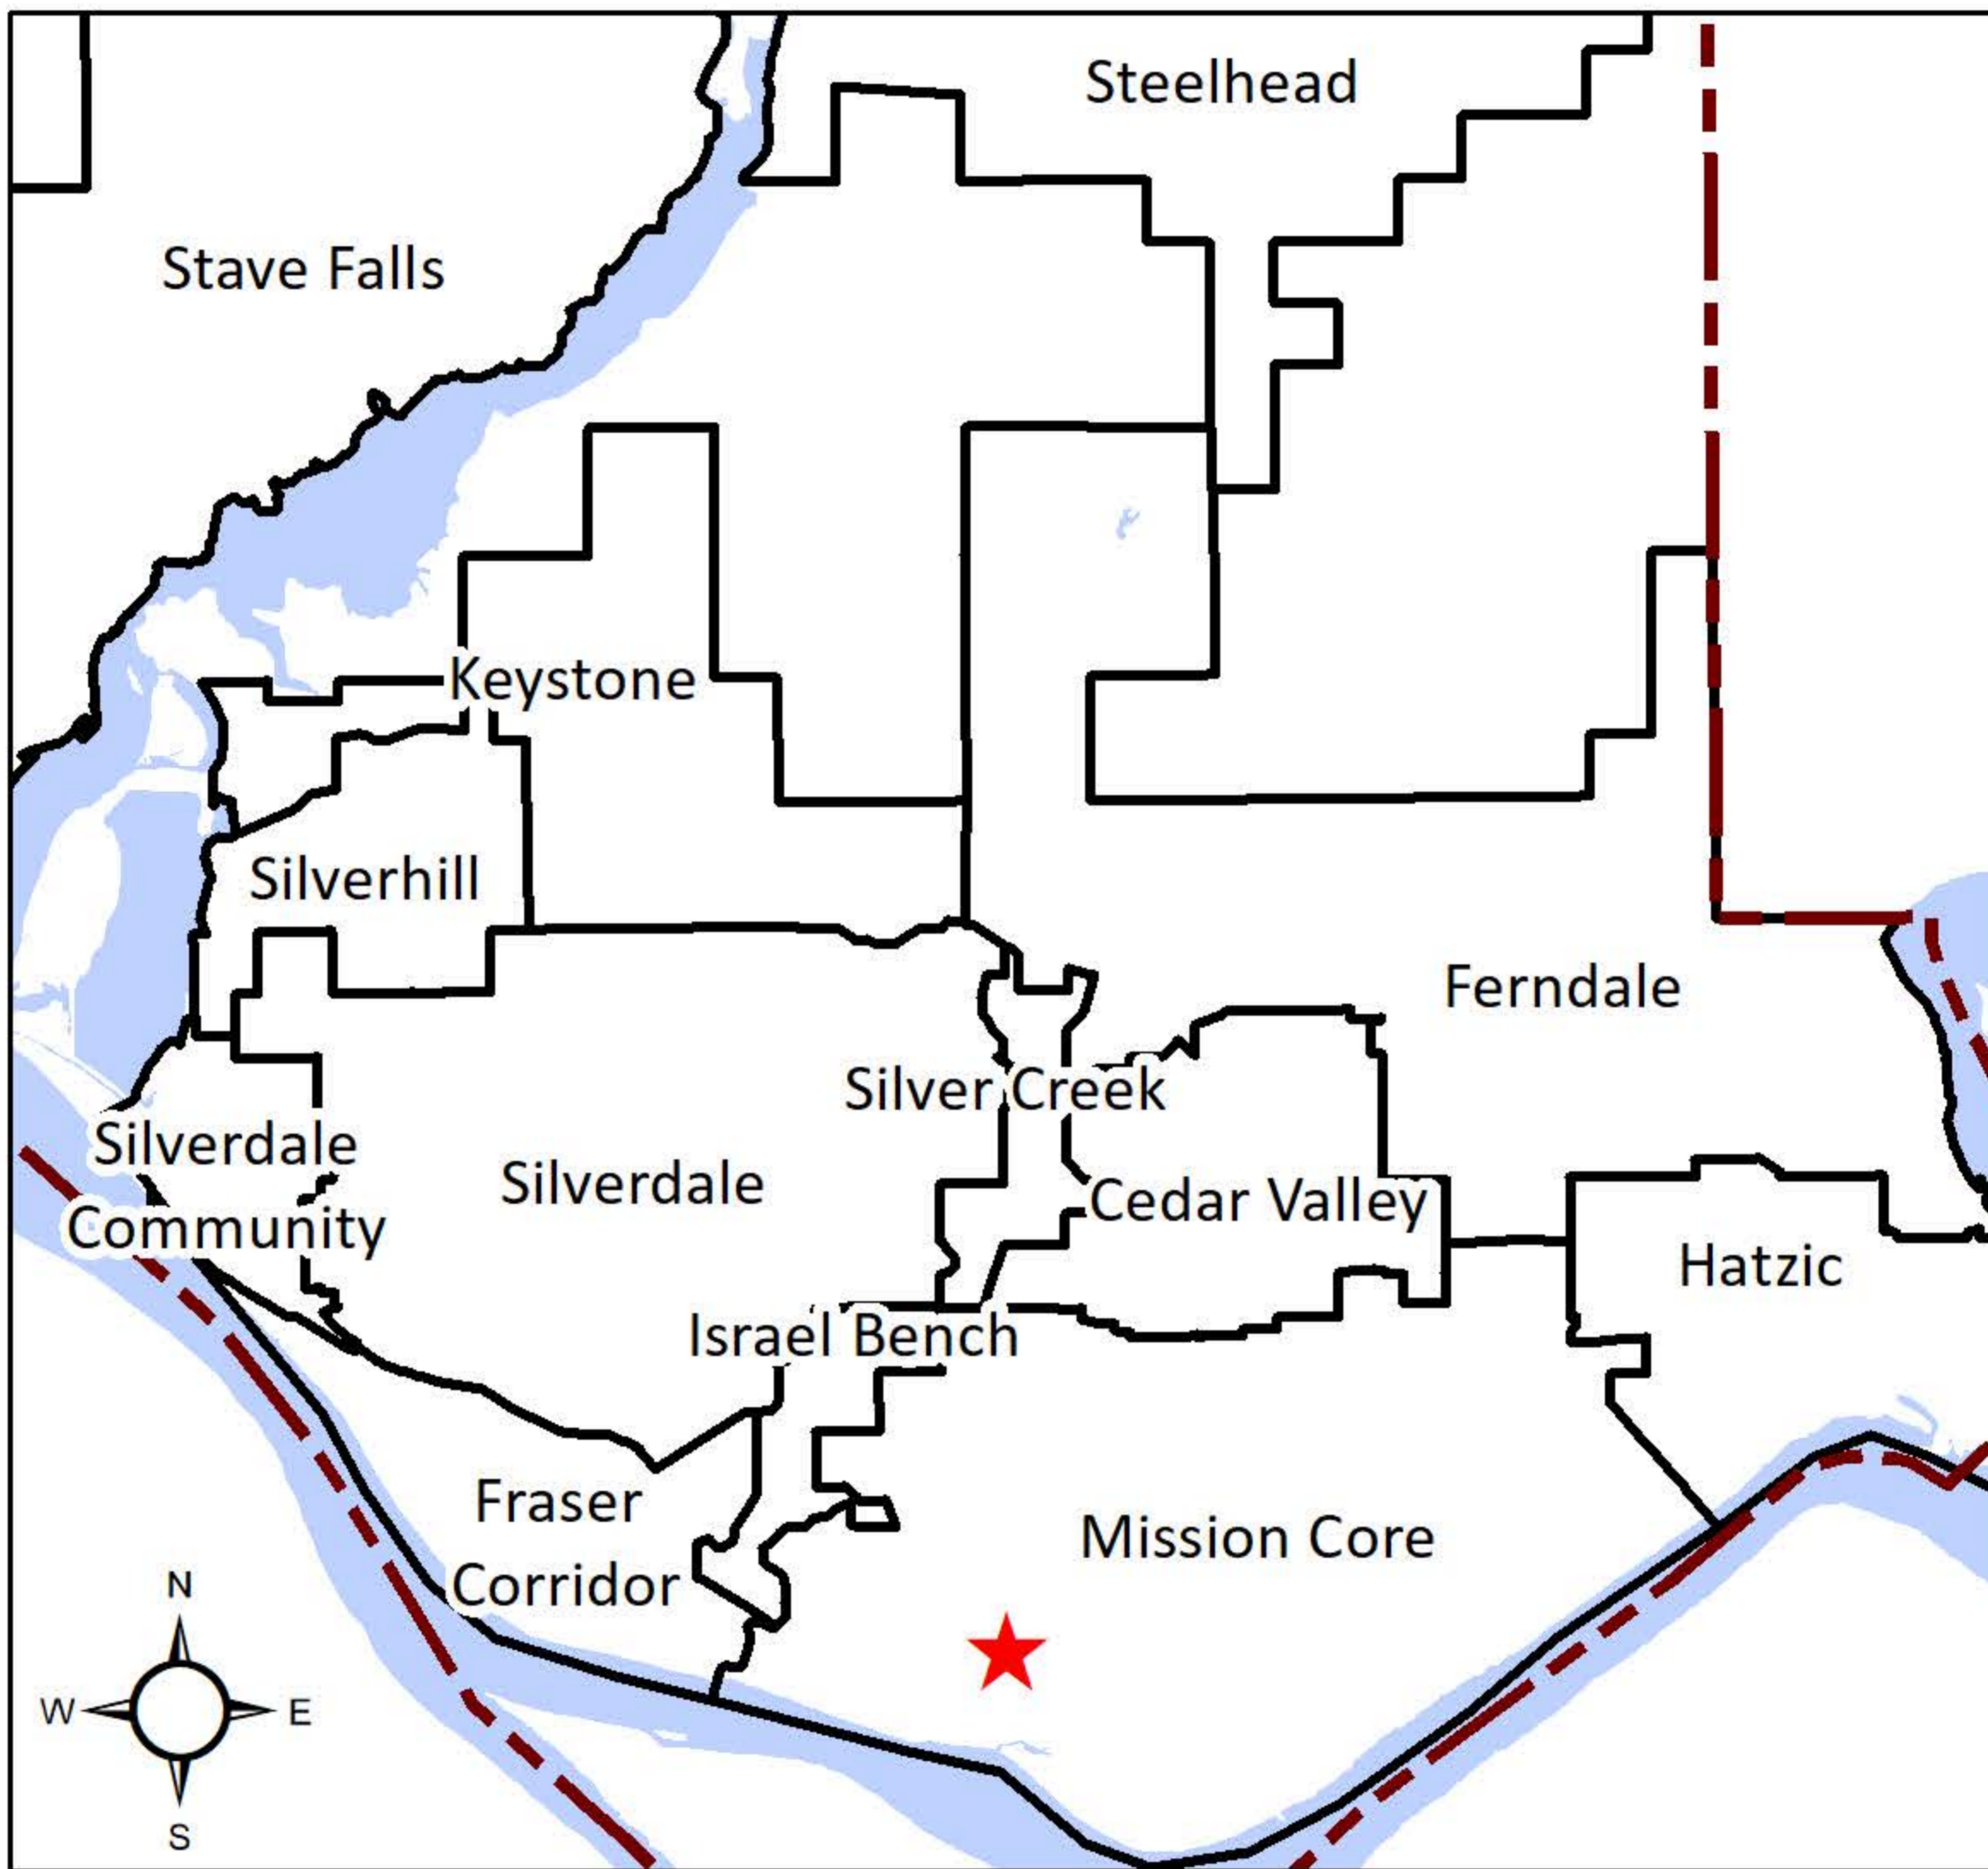 Steelhead
Stave Falls
Keystone
Silverhill
Ferndale
Silver Creek
Silverdale
Community
Silverdale
Cedar Valley
Hatzic
Israel Bench
Fraser
Corridor
Mission Core
N
W E
S